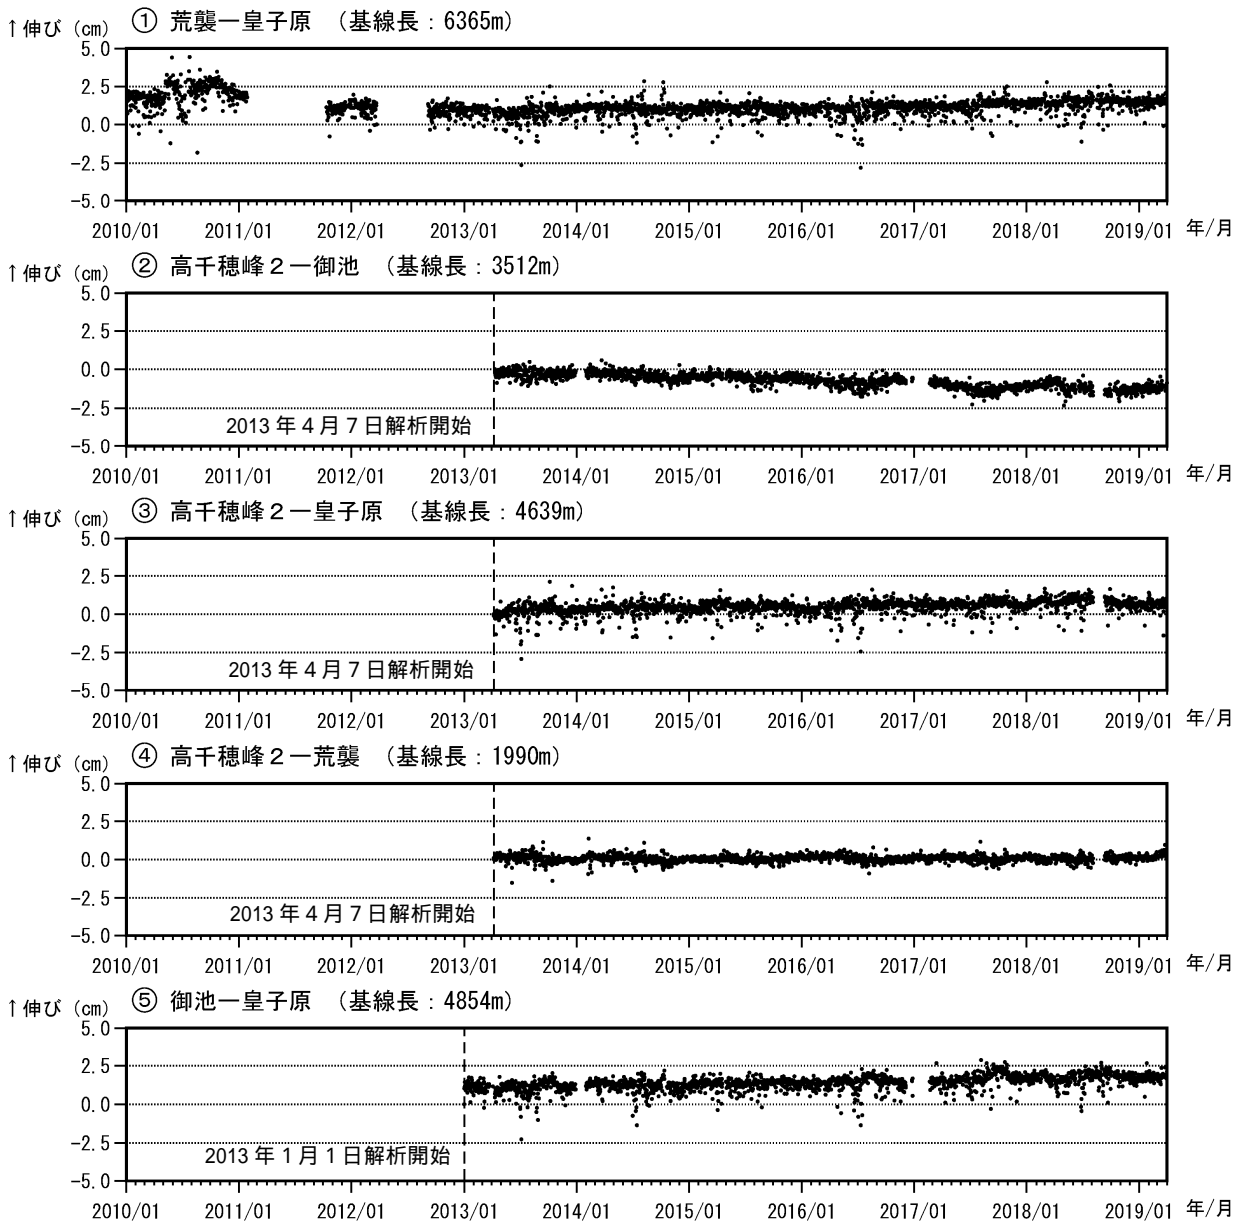 ↑伸び (cm) ① 荒襲ー皇子原 (基線長:6365m)
5.0
2.5
0.0
-2.5
-5.0
2010/01 2011/01 2012/01 2013/01 2014/01 2015/01 2016/01 2017/01 2018/01 2019/01 年/月
↑伸び (cm) ② 高千穂峰2ー御池 (基線長:3512m)
5.0
2.5
0.0
-2.5
2013年4月7日解析開始
-5.0
2010/01 2011/01 2012/01 2013/01 2014/01 2015/01 2016/01 2017/01 2018/01 2019/01 年/月
↑伸び (cm) ③ 高千穂峰2ー皇子原 (基線長:4639m)
5.0
2.5
0.0
-2.5
2013年4月7日解析開始
-5.0
2010/01 2011/01 2012/01 2013/01 2014/01 2015/01 2016/01 2017/01 2018/01 2019/01 年/月
↑伸び (cm) ④ 高千穂峰2ー荒襲 (基線長:1990m)
5.0
2.5
0.0
-2.5
2013年4月7日解析開始
-5.0
2010/01 2011/01 2012/01 2013/01 2014/01 2015/01 2016/01 2017/01 2018/01 2019/01 年/月
↑伸び (cm) ⑤ 御池ー皇子原 (基線長:4854m)
5.0
2.5
0.0
-2.5
2013年1月1日解析開始
-5.0
2010/01 2011/01 2012/01 2013/01 2014/01 2015/01 2016/01 2017/01 2018/01 2019/01 年/月